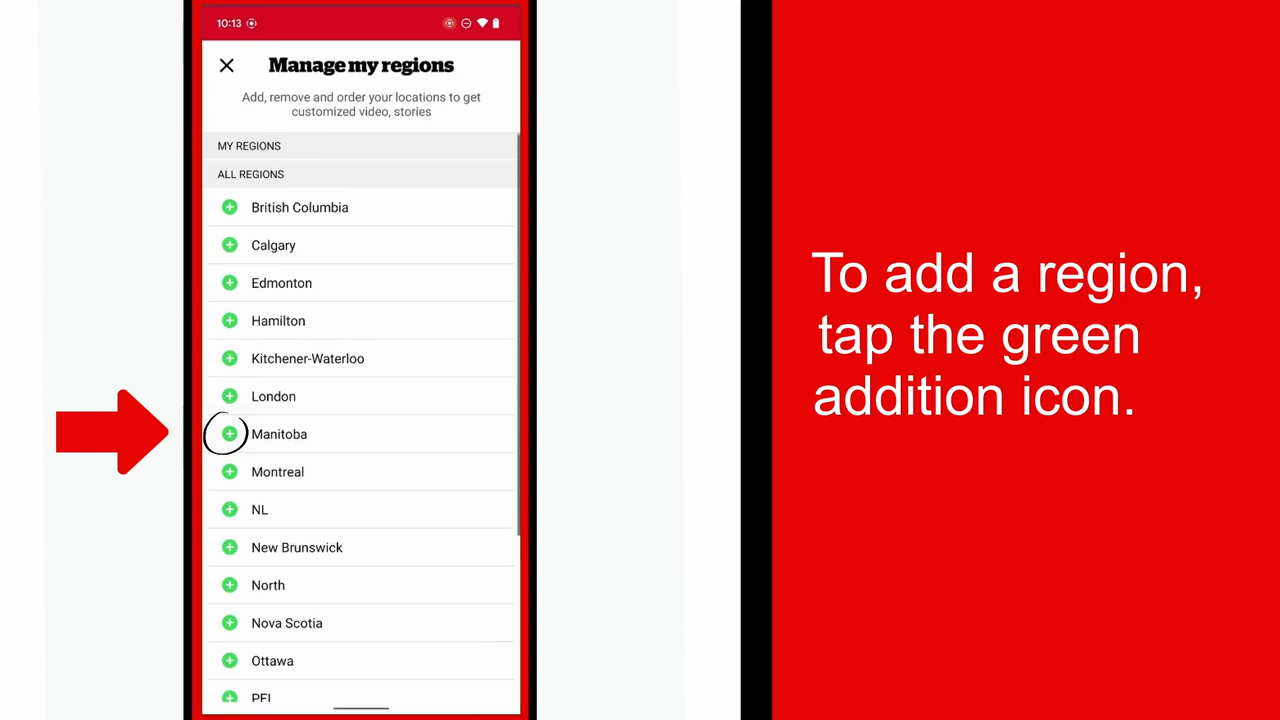 10:13
Manage my regions
Add, remove and order your locations to get
customized video, stories
MY REGIONS
ALL REGIONS
British Columbia
Calgary
Edmonton
Hamilton
Kitchener-Waterloo
London
Manitoba
Montreal
NL
New Brunswick
North
Nova Scotia
Ottawa
PEI
To add a region,
tap the green
addition icon.